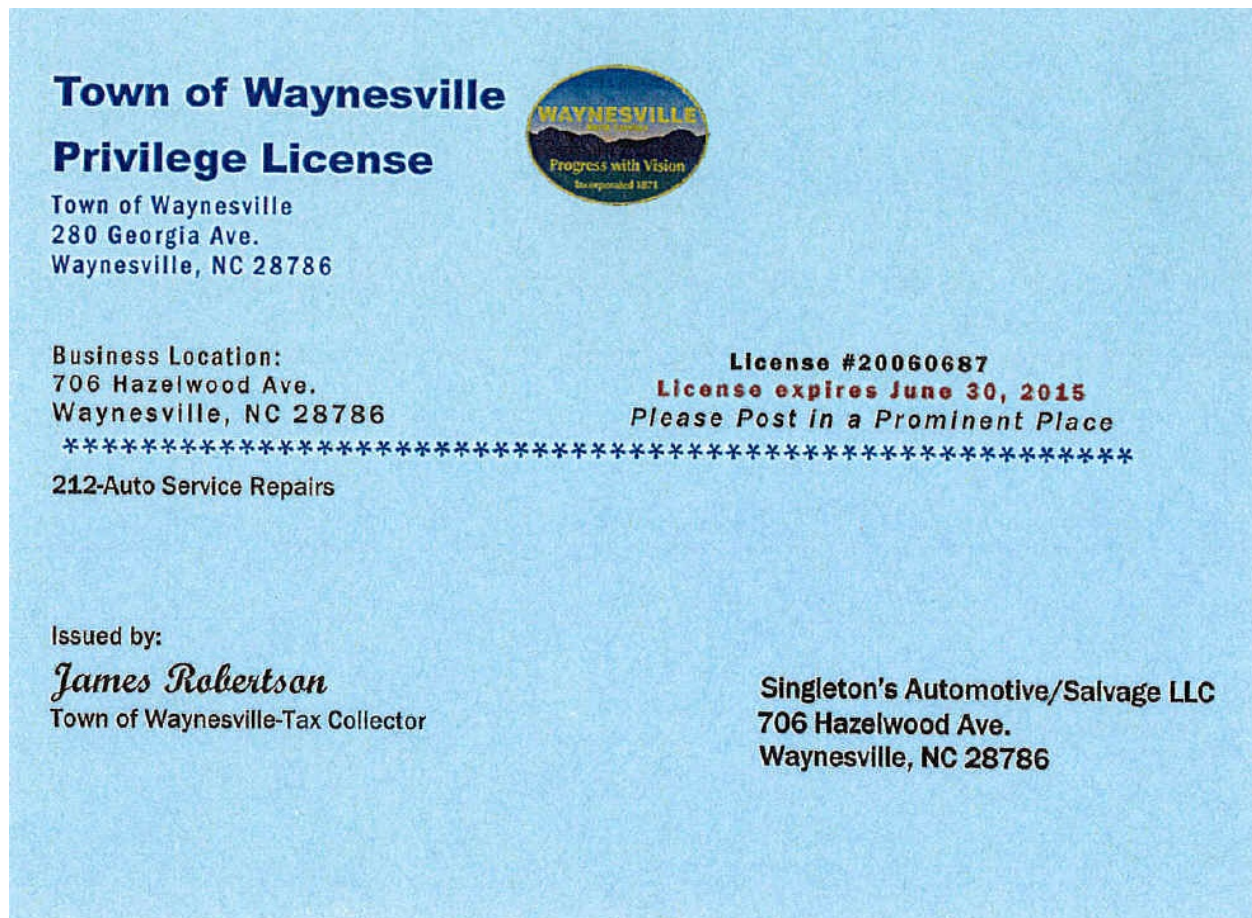 Town of Waynesville
Privilege License
Town of Waynesville
280 Georgia Ave.
Waynesville, NC 28786
WAYNESVILLE
Progress with Vision
Incorporated 1871
Business Location:
706 Hazelwood Ave.
Waynesville, NC 28786
License #20060687
License expires June 30, 2015
Please Post in a Prominent Place
*******************************************************
212-Auto Service Repairs
Issued by:
James Robertson
Town of Waynesville-Tax Collector
Singleton's Automotive/Salvage LLC
706 Hazelwood Ave.
Waynesville, NC 28786